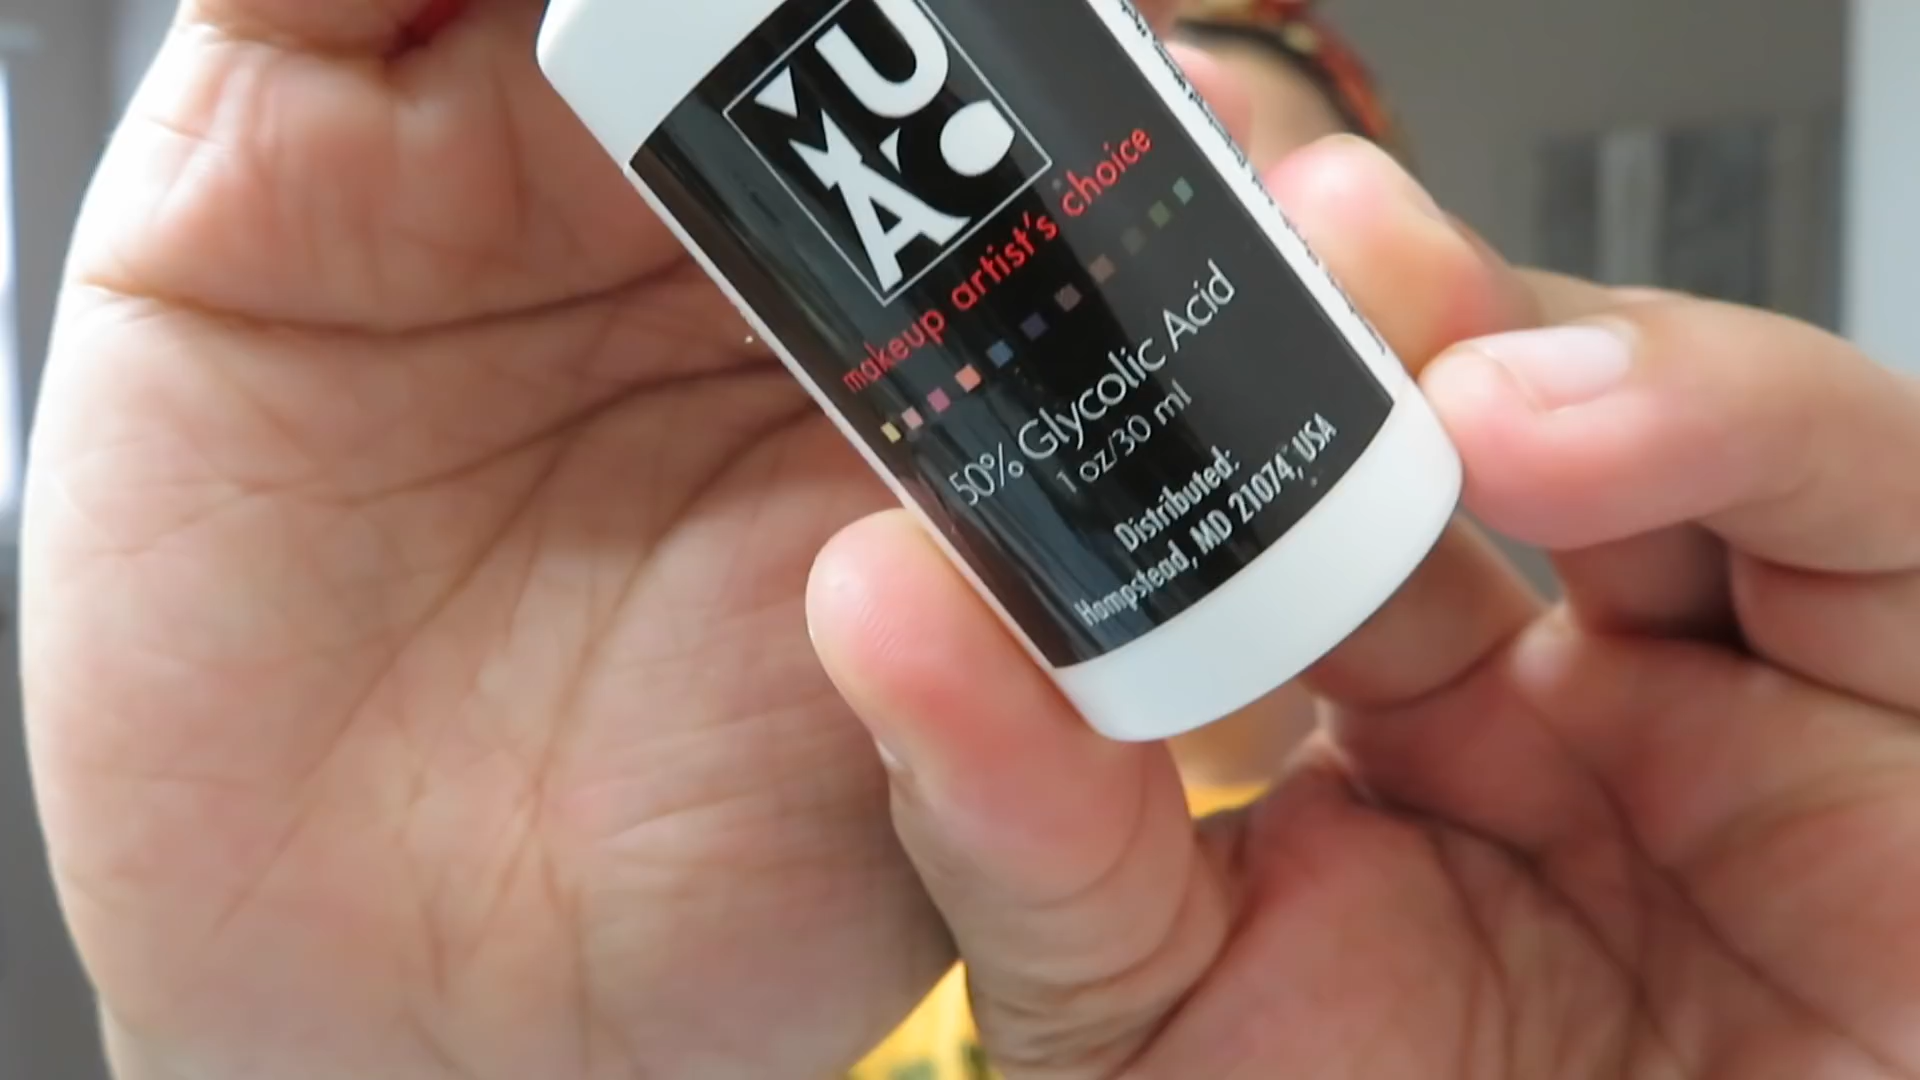 MUAC
makeup artist's choice
50% Glycolic Acid
1 oz/30 ml
Distributed:
Hampstead, MD 21074, USA